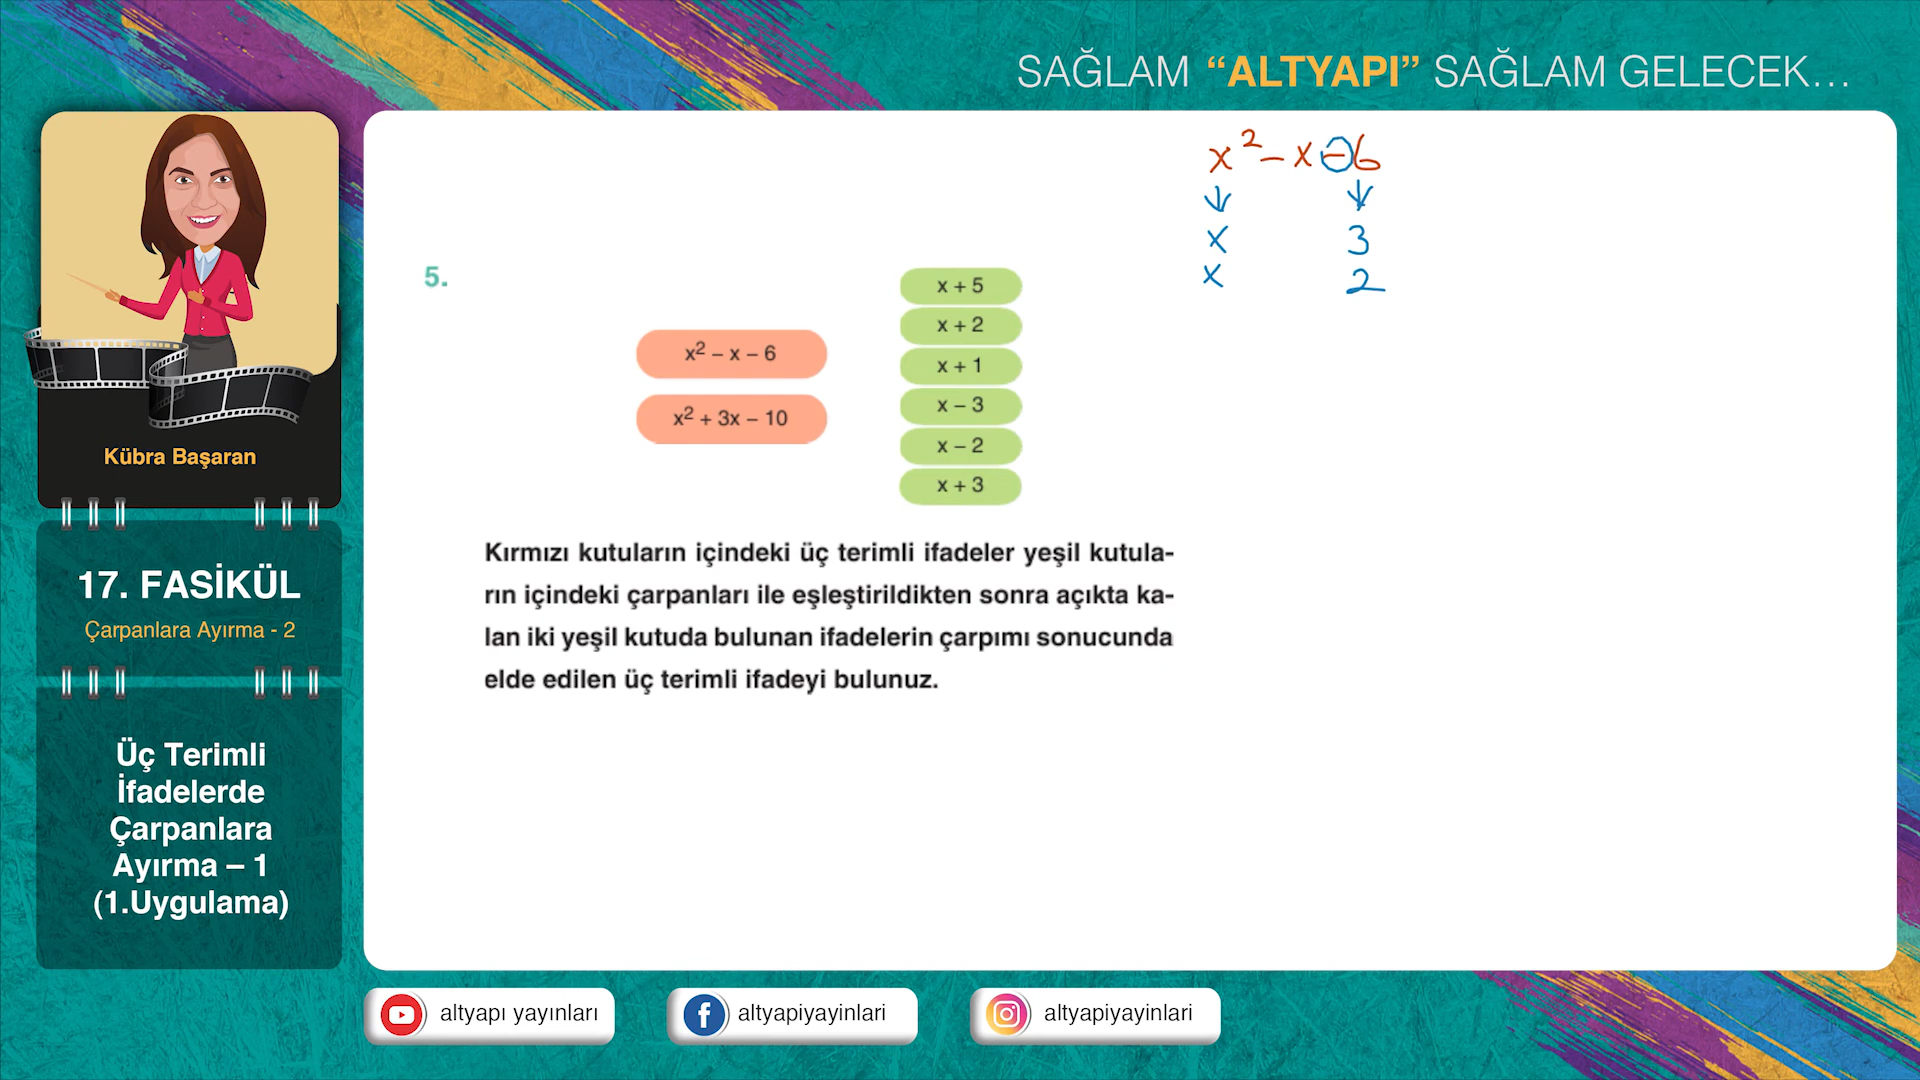 SAĞLAM “ALTYAPI” SAĞLAM GELECEK...
Kübra Başaran
17. FASİKÜL
Çarpanlara Ayırma - 2
Üç Terimli
İfadelerde
Çarpanlara
Ayırma – 1
(1.Uygulama)
x² - x - 6
x 3
x 2
5.
x² – x – 6
x² + 3x – 10
x + 5
x + 2
x + 1
x – 3
x – 2
x + 3
Kırmızı kutuların içindeki üç terimli ifadeler yeşil kutula-
rın içindeki çarpanları ile eşleştirildikten sonra açıkta ka-
lan iki yeşil kutuda bulunan ifadelerin çarpımı sonucunda
elde edilen üç terimli ifadeyi bulunuz.
altyapı yayınları
altyapiyayinlari
altyapiyayinlari